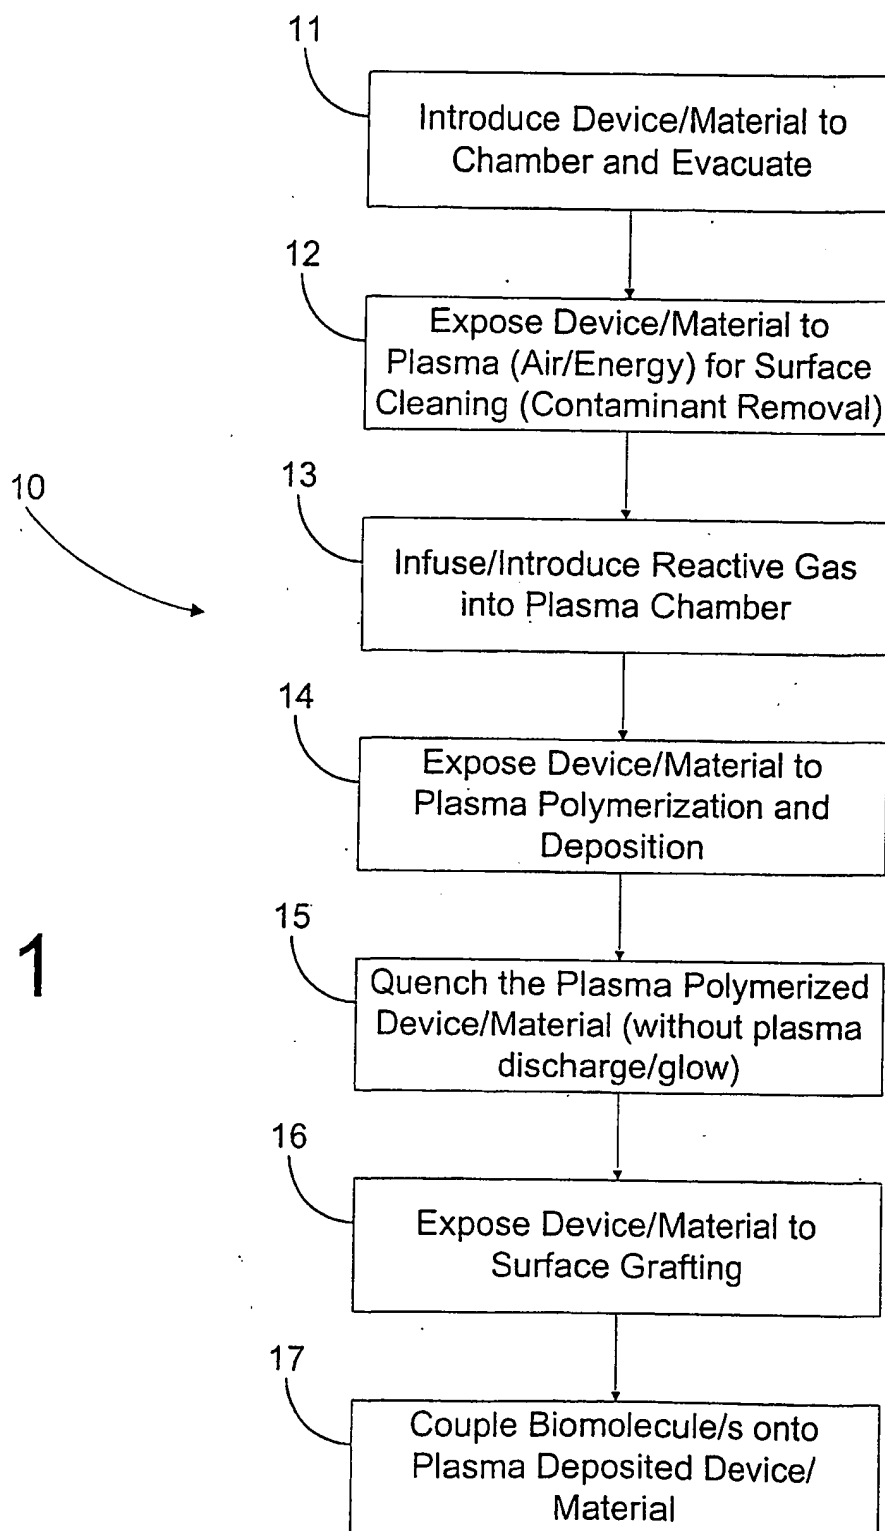 11
Introduce Device/Material to
Chamber and Evacuate
12
Expose Device/Material to
Plasma (Air/Energy) for Surface
Cleaning (Contaminant Removal)
10
13
Infuse/Introduce Reactive Gas
into Plasma Chamber
14
Expose Device/Material to
Plasma Polymerization and
Deposition
1
15
Quench the Plasma Polymerized
Device/Material (without plasma
discharge/glow)
16
Expose Device/Material to
Surface Grafting
17
Couple Biomolecule/s onto
Plasma Deposited Device/
Material